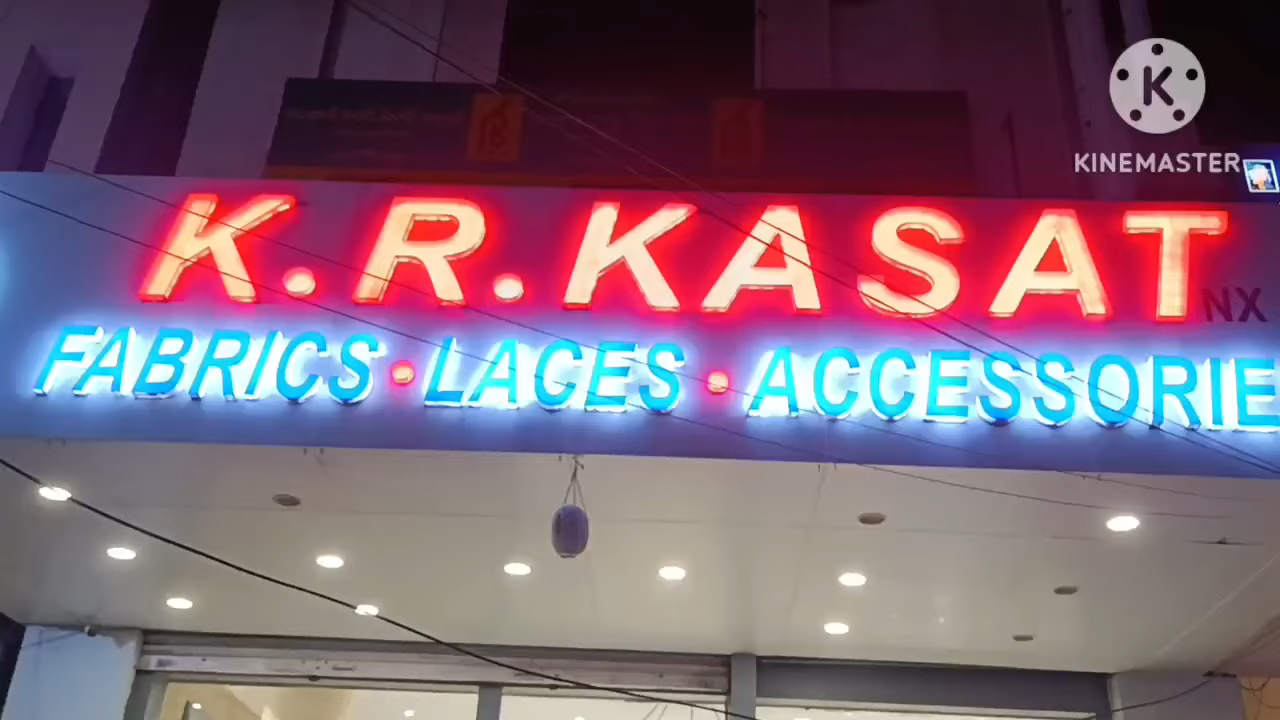 K
KINEMASTER
K.R.KASAT
NX
FABRICS • LACES • ACCESSORIE